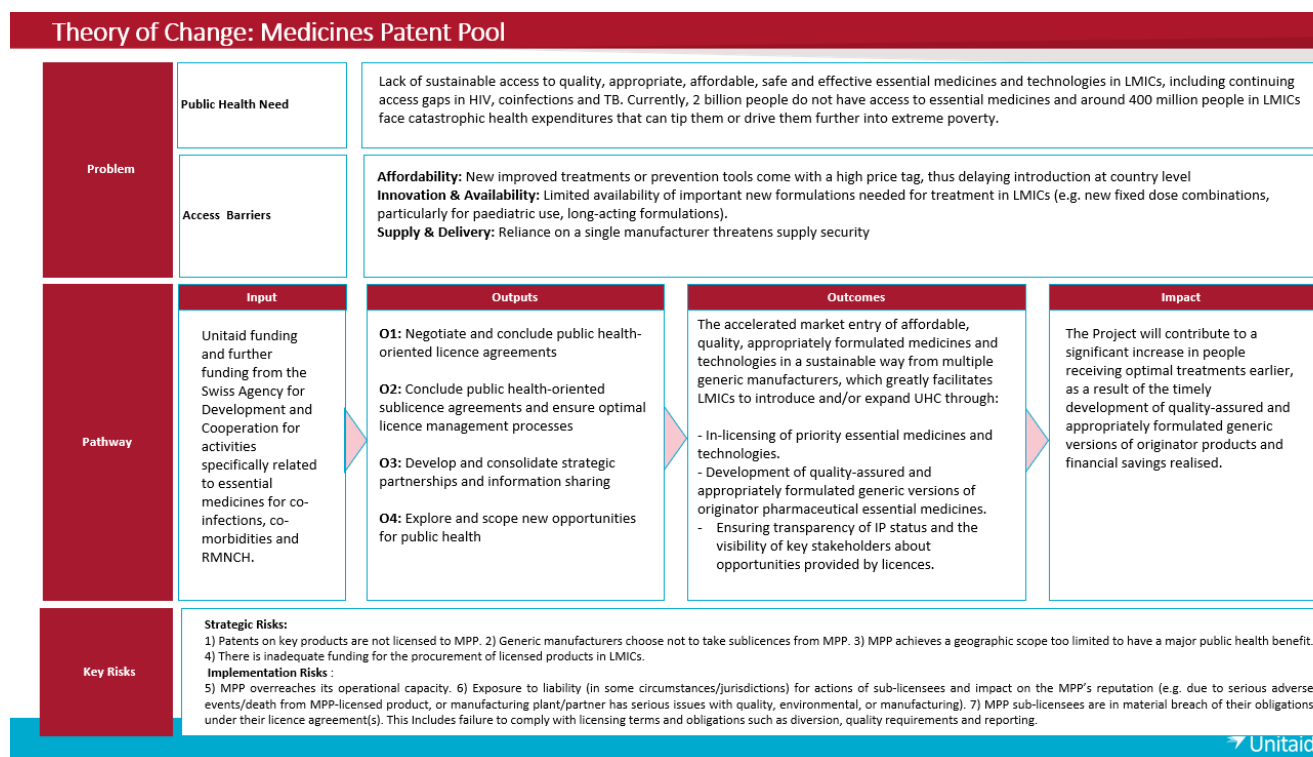 Theory of Change: Medicines Patent Pool
Problem
Public Health Need
Lack of sustainable access to quality, appropriate, affordable, safe and effective essential medicines and technologies in LMICs, including continuing
access gaps in HIV, coinfections and TB. Currently, 2 billion people do not have access to essential medicines and around 400 million people in LMICs
face catastrophic health expenditures that can tip them or drive them further into extreme poverty.
Access Barriers
Affordability: New improved treatments or prevention tools come with a high price tag, thus delaying introduction at country level
Innovation & Availability: Limited availability of important new formulations needed for treatment in LMICs (e.g. new fixed dose combinations,
particularly for paediatric use, long-acting formulations).
Supply & Delivery: Reliance on a single manufacturer threatens supply security
Pathway
Input
Unitaid funding
and further
funding from the
Swiss Agency for
Development and
Cooperation for
activities
specifically related
to essential
medicines for co-
infections, co-
morbidities and
RMNCH.
Outputs
O1: Negotiate and conclude public health-
oriented licence agreements
O2: Conclude public health-oriented
sublicence agreements and ensure optimal
licence management processes
O3: Develop and consolidate strategic
partnerships and information sharing
O4: Explore and scope new opportunities
for public health
Outcomes
The accelerated market entry of affordable,
quality, appropriately formulated medicines and
technologies in a sustainable way from multiple
generic manufacturers, which greatly facilitates
LMICs to introduce and/or expand UHC through:
- In-licensing of priority essential medicines and
technologies.
- Development of quality-assured and
appropriately formulated generic versions of
originator pharmaceutical essential medicines.
- Ensuring transparency of IP status and the
visibility of key stakeholders about
opportunities provided by licences.
Impact
The Project will contribute to a
significant increase in people
receiving optimal treatments earlier,
as a result of the timely
development of quality-assured and
appropriately formulated generic
versions of originator products and
financial savings realised.
Key Risks
Strategic Risks:
1) Patents on key products are not licensed to MPP. 2) Generic manufacturers choose not to take sublicences from MPP. 3) MPP achieves a geographic scope too limited to have a major public health benefit.
4) There is inadequate funding for the procurement of licensed products in LMICs.
Implementation Risks :
5) MPP overreaches its operational capacity. 6) Exposure to liability (in some circumstances/jurisdictions) for actions of sub-licensees and impact on the MPP's reputation (e.g. due to serious adverse
events/death from MPP-licensed product, or manufacturing plant/partner has serious issues with quality, environmental, or manufacturing). 7) MPP sub-licensees are in material breach of their obligations
under their licence agreement(s). This Includes failure to comply with licensing terms and obligations such as diversion, quality requirements and reporting.
Unitaid